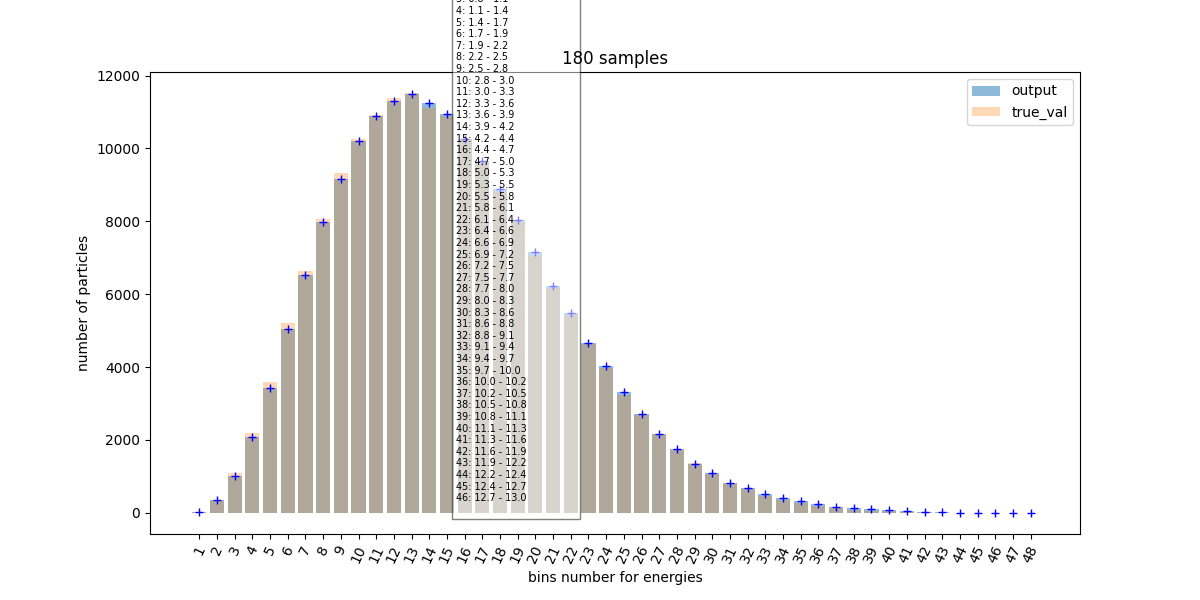 4: 1.1 - 1.4
5: 1.4 - 1.7
6: 1.7 - 1.9
7: 1.9 - 2.2
8: 2.2 - 2.5
180 samples
9: 2.5 - 2.8
10: 2.8 - 3.0
11: 3.0 - 3.3
12: 3.3 - 3.6
13: 3.6 - 3.9
14: 3.9 - 4.2
15: 4.2 - 4.4
16: 4.4 - 4.7
17: 4.7 - 5.0
18: 5.0 - 5.3
19: 5.3 - 5.5
20: 5.5 - 5.8
21: 5.8 - 6.1
22: 6.1 - 6.4
23: 6.4 - 6.6
24: 6.6 - 6.9
25: 6.9 - 7.2
26: 7.2 - 7.5
27: 7.5 - 7.7
28: 7.7 - 8.0
29: 8.0 - 8.3
30: 8.3 - 8.6
31: 8.6 - 8.8
32: 8.8 - 9.1
33: 9.1 - 9.4
34: 9.4 - 9.7
35: 9.7 - 10.0
36: 10.0 - 10.2
37: 10.2 - 10.5
38: 10.5 - 10.8
39: 10.8 - 11.1
40: 11.1 - 11.3
41: 11.3 - 11.6
42: 11.6 - 11.9
43: 11.9 - 12.2
44: 12.2 - 12.4
45: 12.4 - 12.7
46: 12.7 - 13.0
output
true_val
12000
10000
8000
6000
4000
2000
0
number of particles
1 2 3 4 5 6 7 8 9 10 11 12 13 14 15 16 17 18 19 20 21 22 23 24 25 26 27 28 29 30 31 32 33 34 35 36 37 38 39 40 41 42 43 44 45 46 47 48
bins number for energies